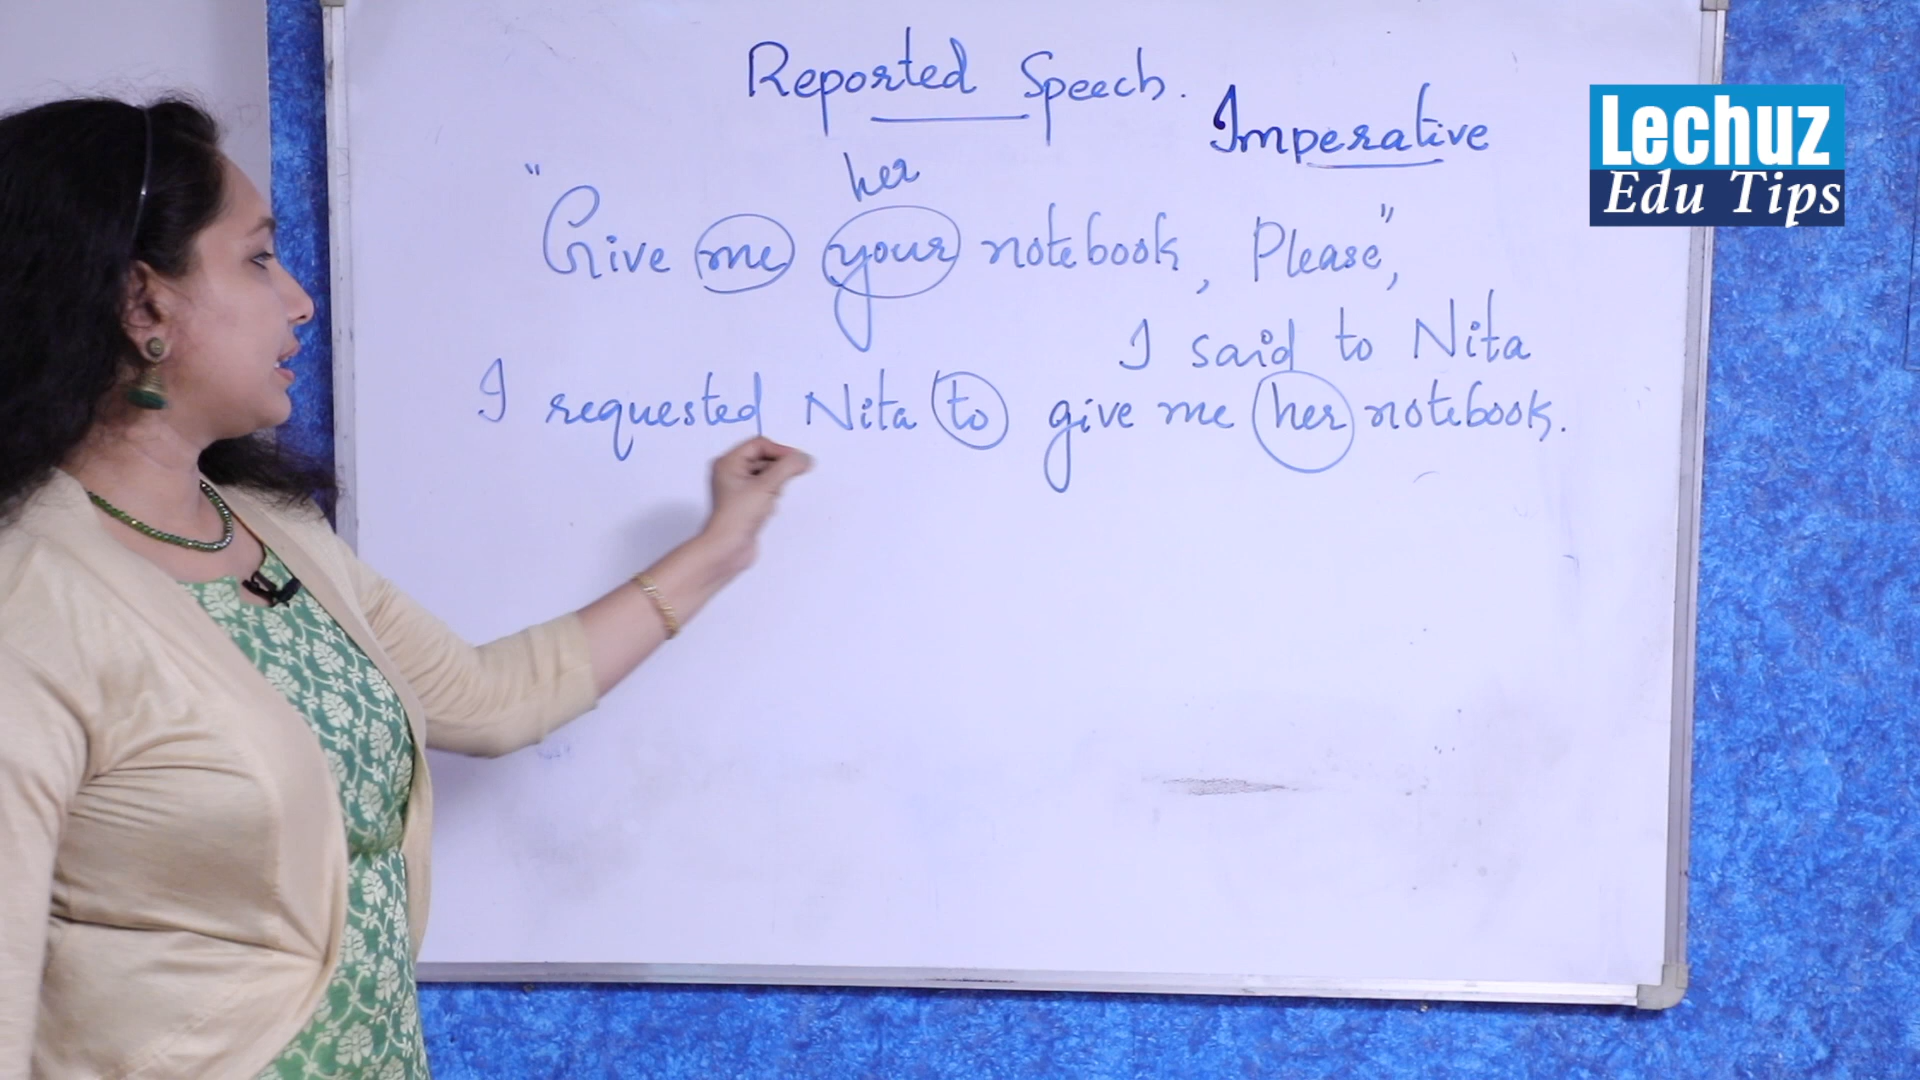 Reported Speech.
Imperative
her
"Give me your notebook, Please",
I said to Nita
I requested Nita to give me her notebook.
Lechuz
Edu Tips